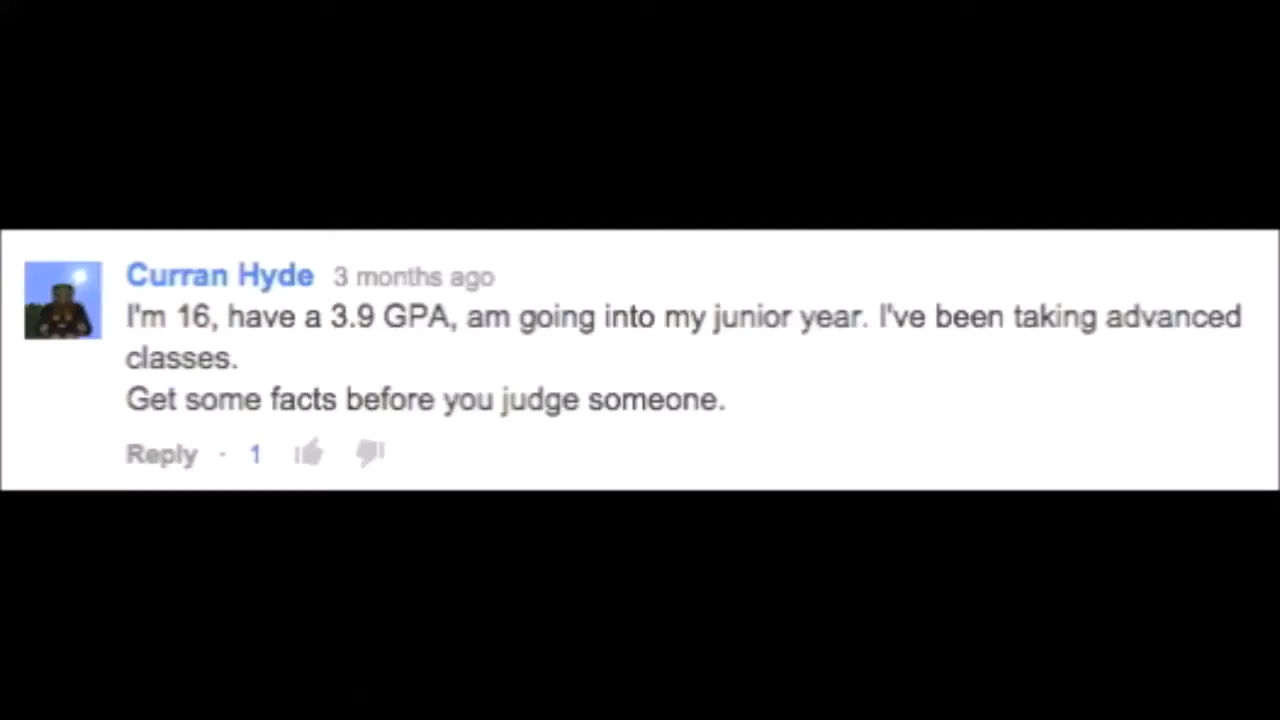 Curran Hyde 3 months ago
I'm 16, have a 3.9 GPA, am going into my junior year. I've been taking advanced
classes.
Get some facts before you judge someone.
Reply · 1